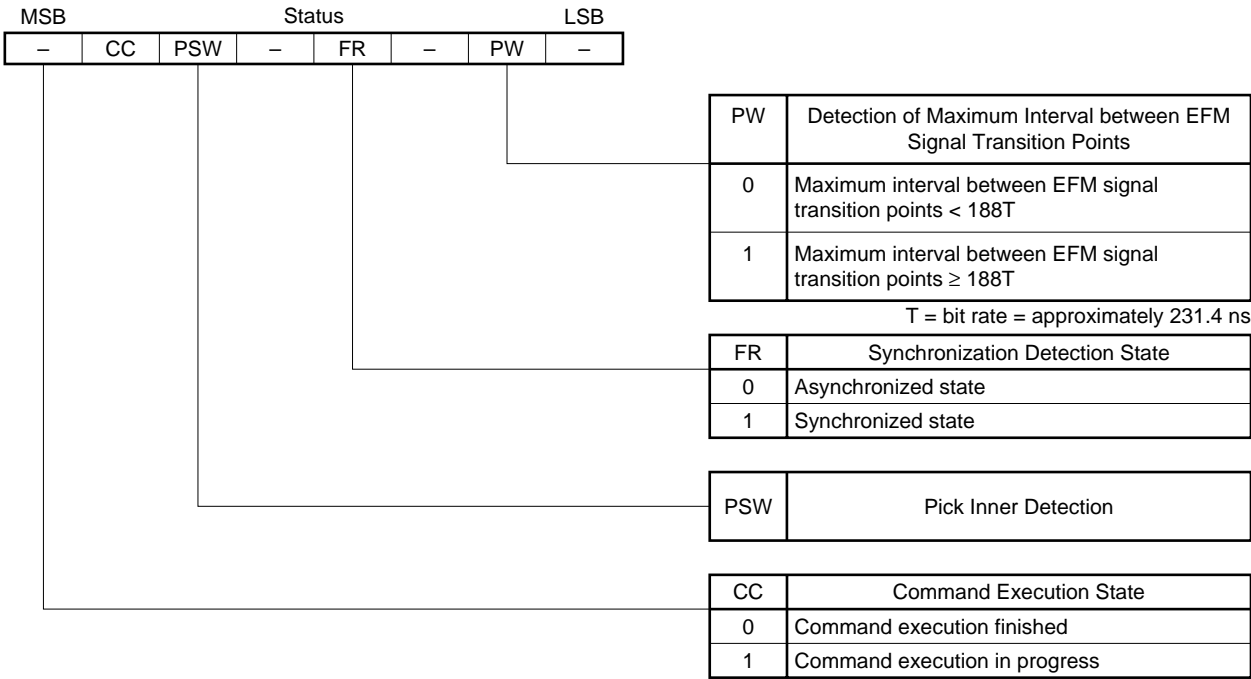 MSB Status LSB
– CC PSW – FR – PW –
PW Detection of Maximum Interval between EFM
Signal Transition Points
0 Maximum interval between EFM signal
transition points < 188T
1 Maximum interval between EFM signal
transition points ≥ 188T
T = bit rate = approximately 231.4 ns
FR Synchronization Detection State
0 Asynchronized state
1 Synchronized state
PSW Pick Inner Detection
CC Command Execution State
0 Command execution finished
1 Command execution in progress